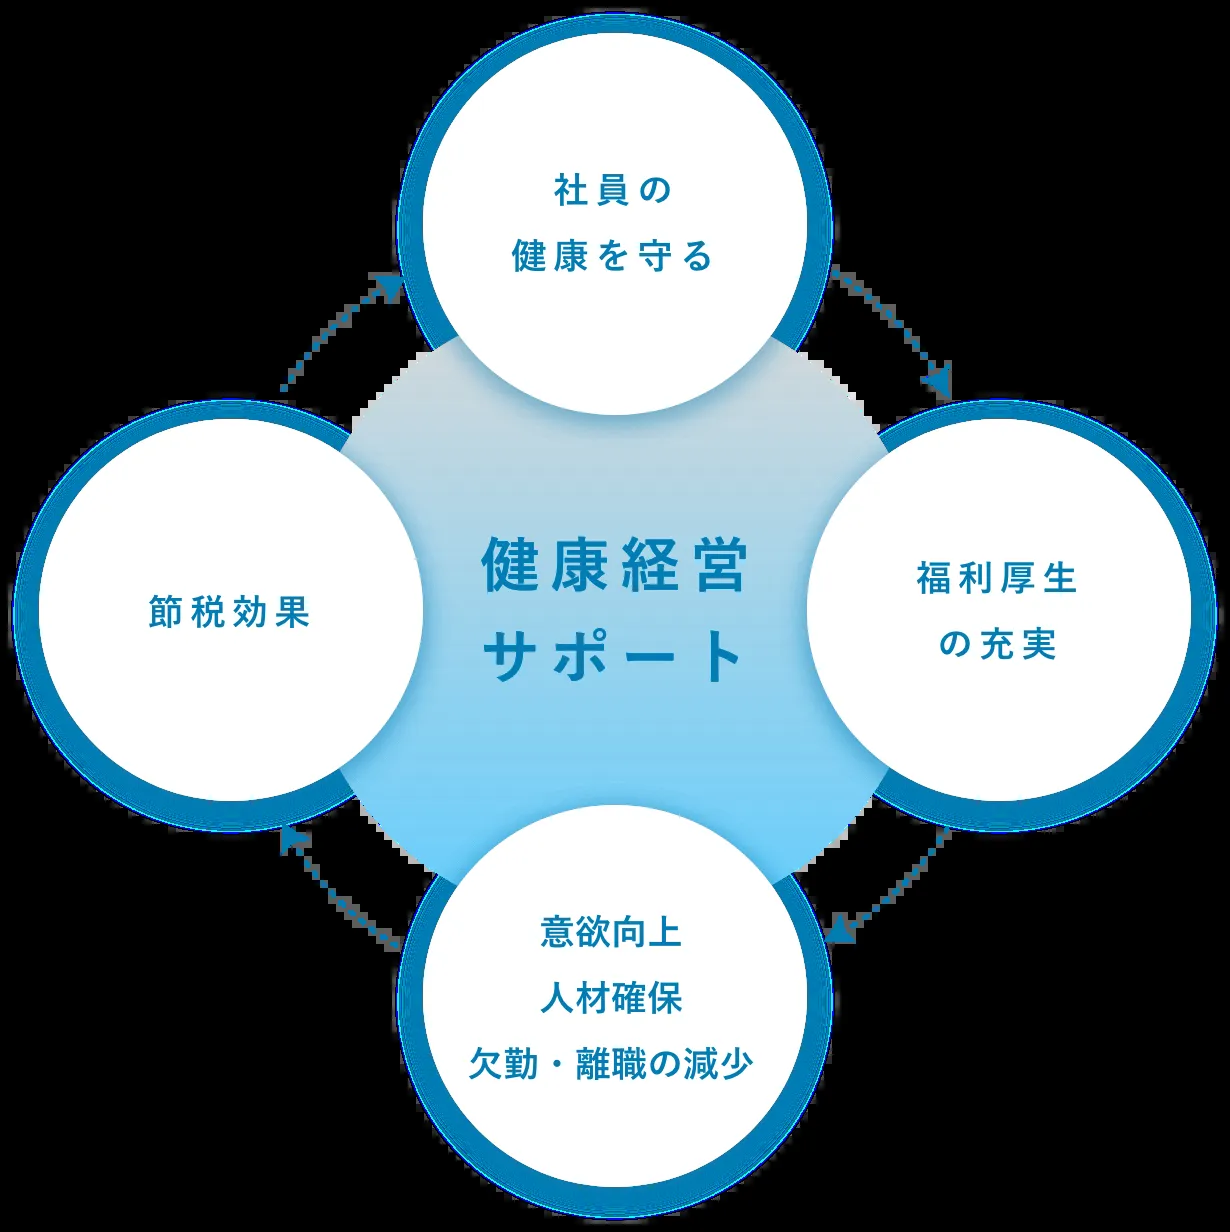 社員の
健康を守る
節税効果
健康経営
サポート
福利厚生
の充実
意欲向上
人材確保
欠勤・離職の減少